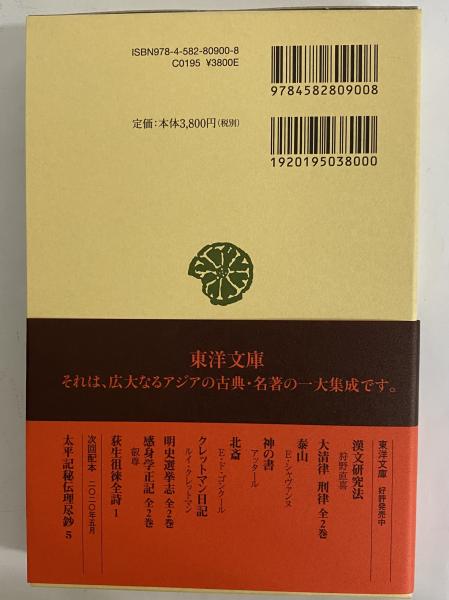 ISBN978-4-582-80900-8
C0195 ¥3800E
定価:本体3,800円(税別)
9784582809008
1920195038000
東洋文庫
それは、広大なるアジアの古典・名著の一大集成です。
東洋文庫 好評発売中
漢文研究法
狩野直喜
大清律 刑律 全2巻
泰山
E・シャヴァンヌ
神の書
アッタール
北斎
E・ド・ゴンクール
クレットマン日記
ルイ・クレットマン
明史選挙志 全2巻
感身学正記 全2巻
叡尊
荻生徂徠全詩 1
次回配本 二〇二〇年五月
太平記秘伝理尽鈔 5